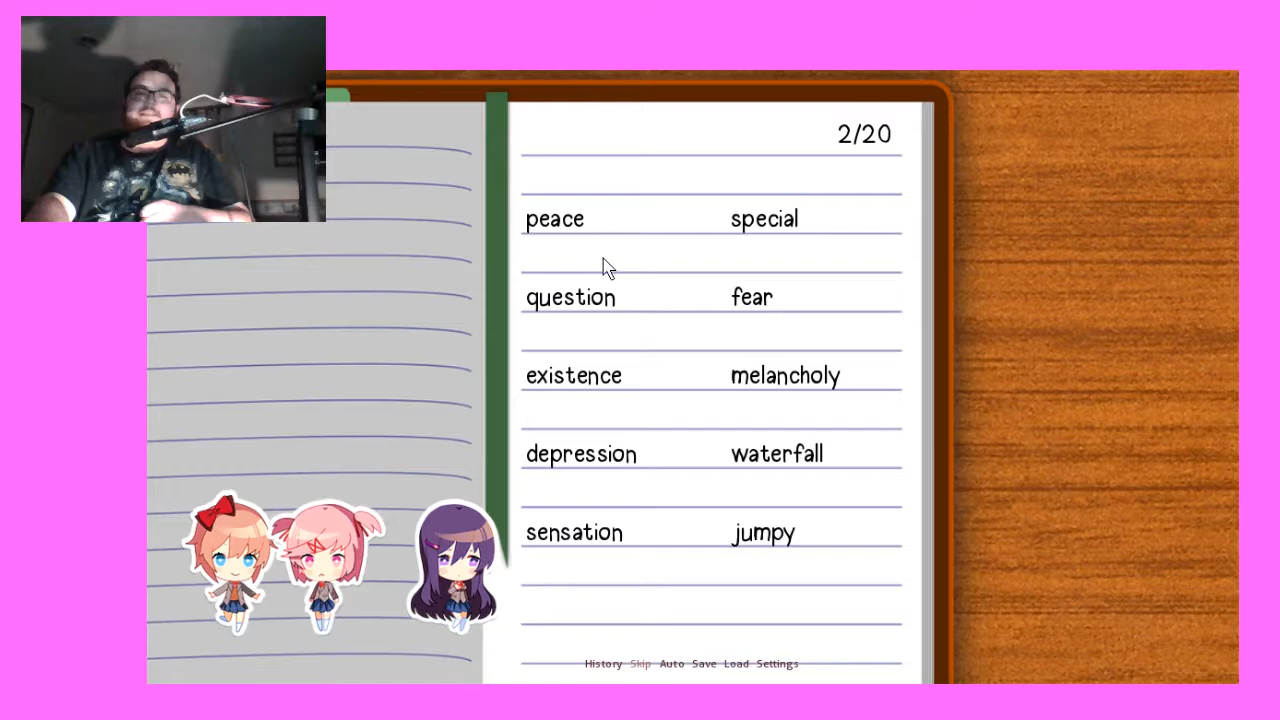 2/20
peace special
question fear
existence melancholy
depression waterfall
sensation jumpy
History Skip Auto Save Load Settings